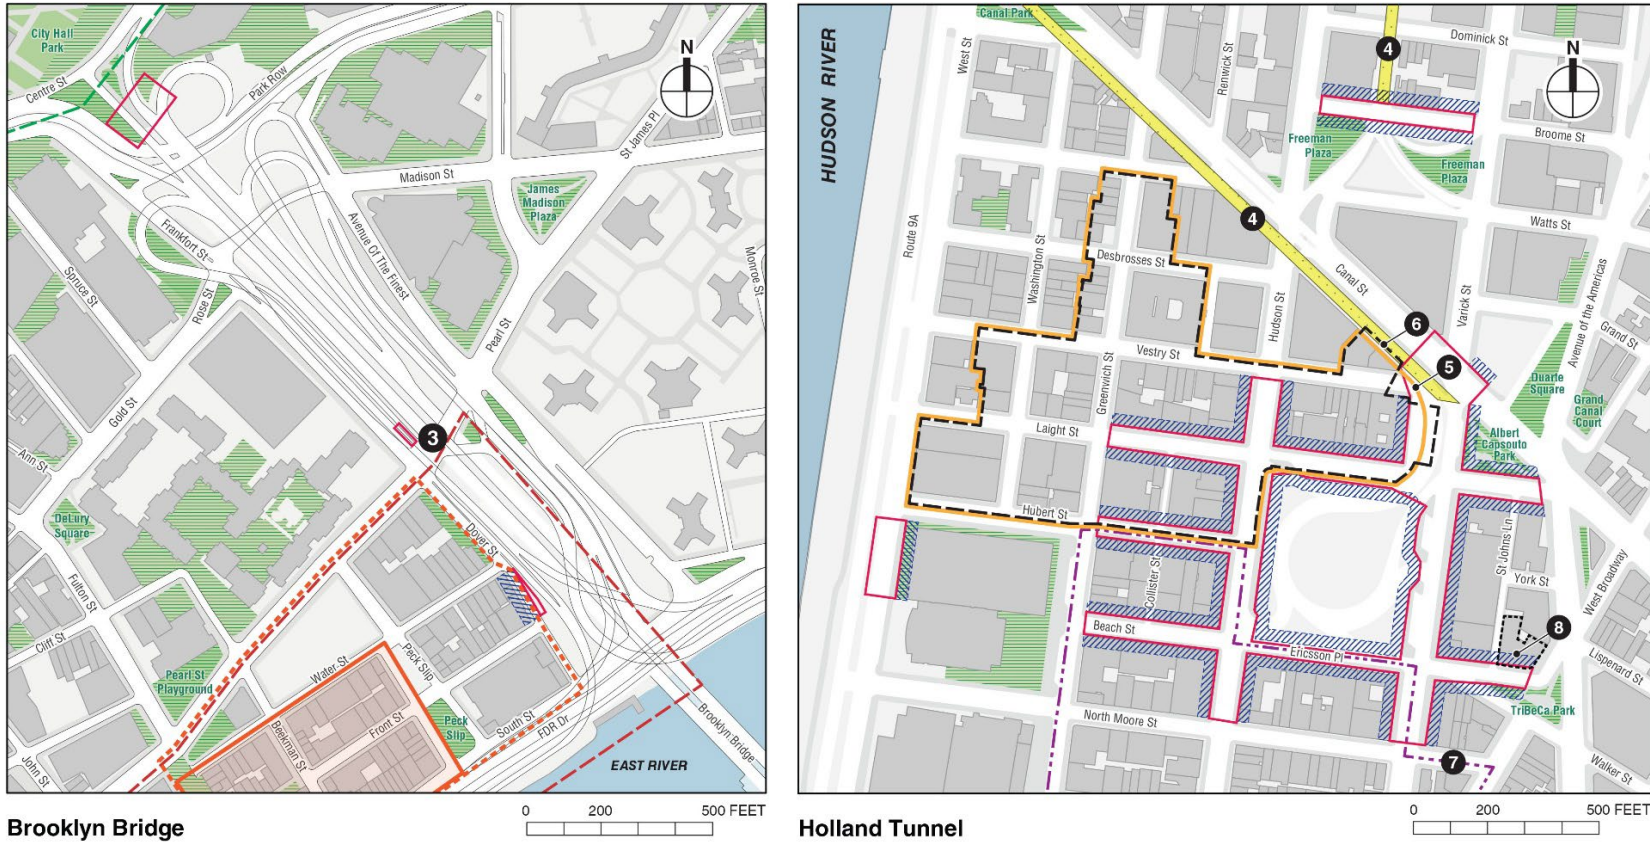 City Hall
Park
Centre St
Park Row
N
St James Pl
Madison St
James
Madison
Plaza
Frankfort St
Avenue Of The Finest
Monroe St
Spruce St
Rose St
Pearl St
Gold St
3
Ann St
DeLury
Square
Dover St
Fulton St
Cliff St
Water St
Peck Slip
Pearl St
Playground
Beekman St
Front St
Peck
Slip
South St
FDR Dr
Brooklyn Bridge
John St
EAST RIVER
Brooklyn Bridge
0 200 500 FEET
HUDSON RIVER
Canal Park
West St
Renwick St
4
Dominick St
N
Broome St
Freeman
Plaza
Freeman
Plaza
Route 9A
Washington St
4
Watts St
Desbrosses St
Canal St
Hudson St
Varick St
Avenue of the Americas
Grand St
6
Vestry St
5
Greenwich St
Duarte
Square
Grand
Canal
Court
Laight St
Albert
Capsouto
Park
Hubert St
St Johns Ln
Collister St
York St
West Broadway
Beach St
8
Ericsson Pl
Lispenard St
TriBeCa Park
North Moore St
7
Walker St
Holland Tunnel
0 200 500 FEET